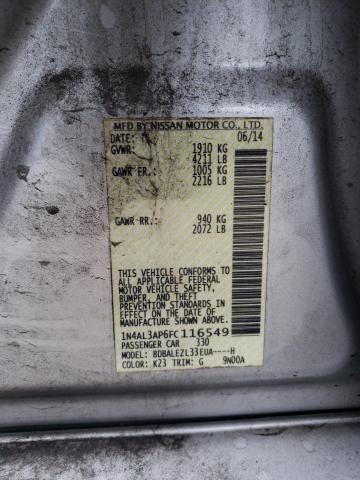 MFD BY NISSAN MOTOR CO., LTD.
DATE: 06/14
GVWR: 1910 KG
4211 LB
GAWR FR: 1005 KG
2216 LB
GAWR RR: 940 KG
2072 LB
THIS VEHICLE CONFORMS TO
ALL APPLICABLE FEDERAL
MOTOR VEHICLE SAFETY,
BUMPER, AND THEFT
PREVENTION STANDARDS IN
EFFECT ON THE DATE OF
MANUFACTURE SHOWN ABOVE
1N4AL3AP6FC116549
PASSENGER CAR 330
MODEL: BDBALEZL33EUA----H
COLOR: K23 TRIM: G 9N00A